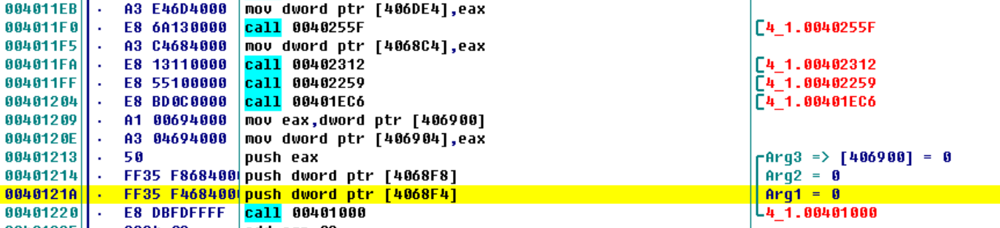 004011EB · A3 E46D4000 mov dword ptr [406DE4],eax
004011F0 · E8 6A130000 call 0040255F [4_1.0040255F
004011F5 · A3 C4684000 mov dword ptr [4068C4],eax
004011FA · E8 13110000 call 00402312 [4_1.00402312
004011FF · E8 55100000 call 00402259 [4_1.00402259
00401204 · E8 BD0C0000 call 00401EC6 [4_1.00401EC6
00401209 · A1 00694000 mov eax,dword ptr [406900]
0040120E · A3 04694000 mov dword ptr [406904],eax
00401213 · 50 push eax Arg3 => [406900] = 0
00401214 · FF35 F868400 push dword ptr [4068F8] Arg2 = 0
0040121A · FF35 F468400 push dword ptr [4068F4] Arg1 = 0
00401220 · E8 DBFDFFFF call 00401000 4_1.00401000